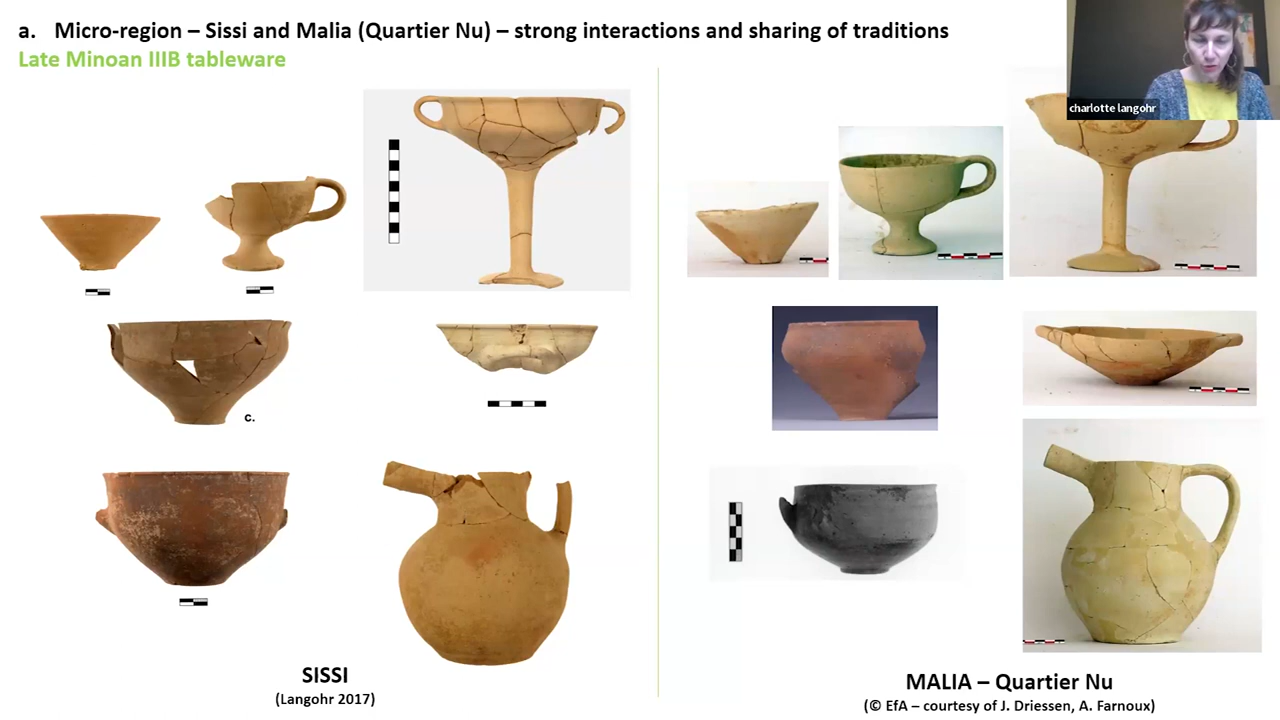 a. Micro-region – Sissi and Malia (Quartier Nu) – strong interactions and sharing of traditions
Late Minoan IIIB tableware
charlotte langohr
c.
SISSI
(Langohr 2017)
MALIA – Quartier Nu
(© EfA – courtesy of J. Driessen, A. Farnoux)